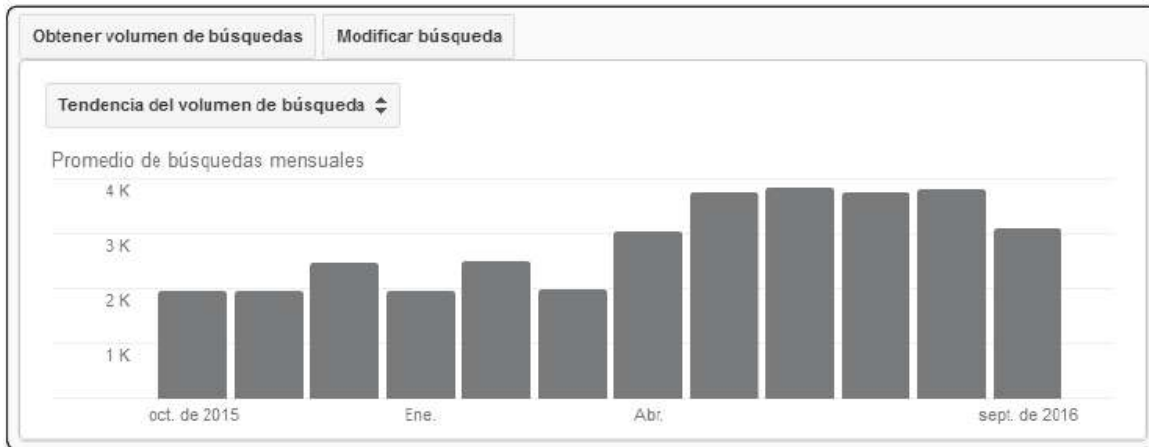 Obtener volumen de búsquedas Modificar búsqueda
Tendencia del volumen de búsqueda
Promedio de búsquedas mensuales
4 K
3 K
2 K
1 K
oct. de 2015 Ene. Abr. sept. de 2016